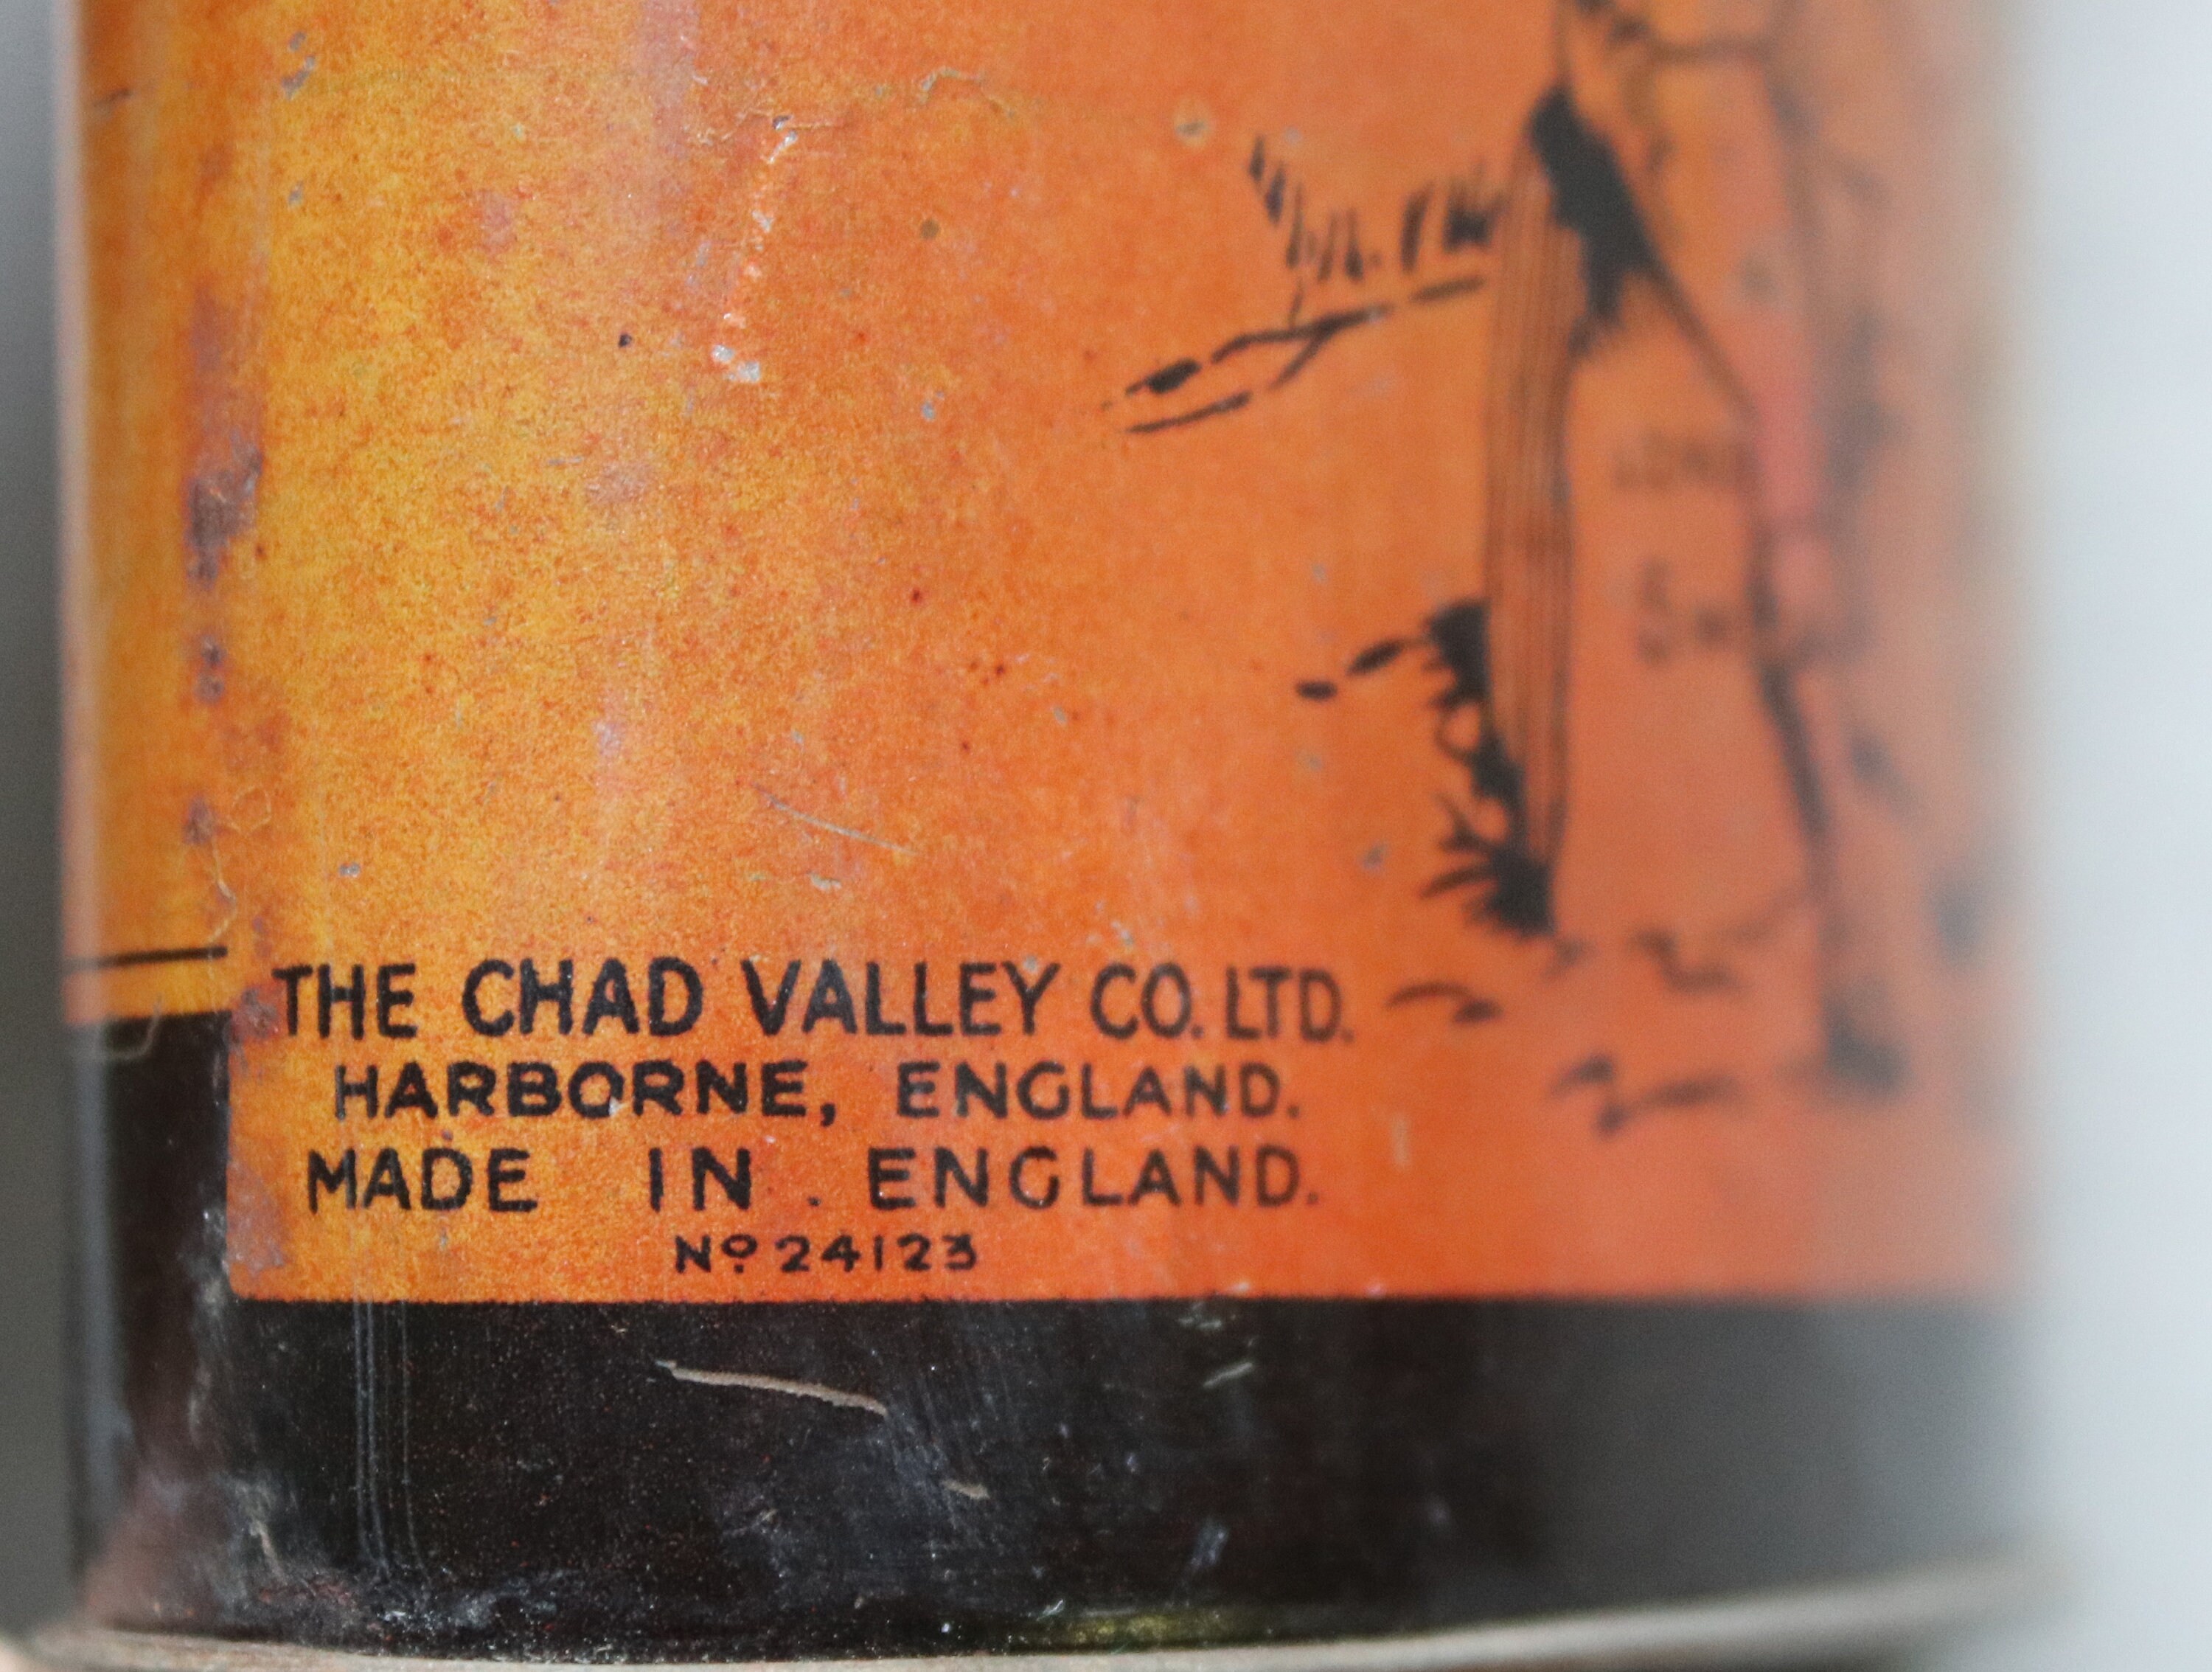 THE CHAD VALLEY CO. LTD.
HARBORNE, ENGLAND.
MADE IN . ENGLAND.
Nº 24123